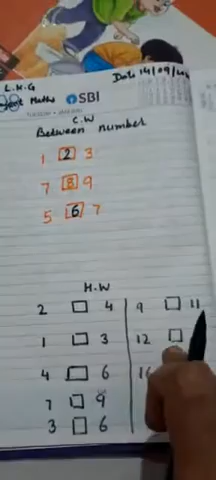 L.K.G Date 14/09/
Maths SBI
C.W
Between number
1 2 3
7 8 9
5 6 7
H.W
2 □ 4 9 □ 11
1 □ 3 12 □
4 □ 6
7 □ 9
3 □ 6